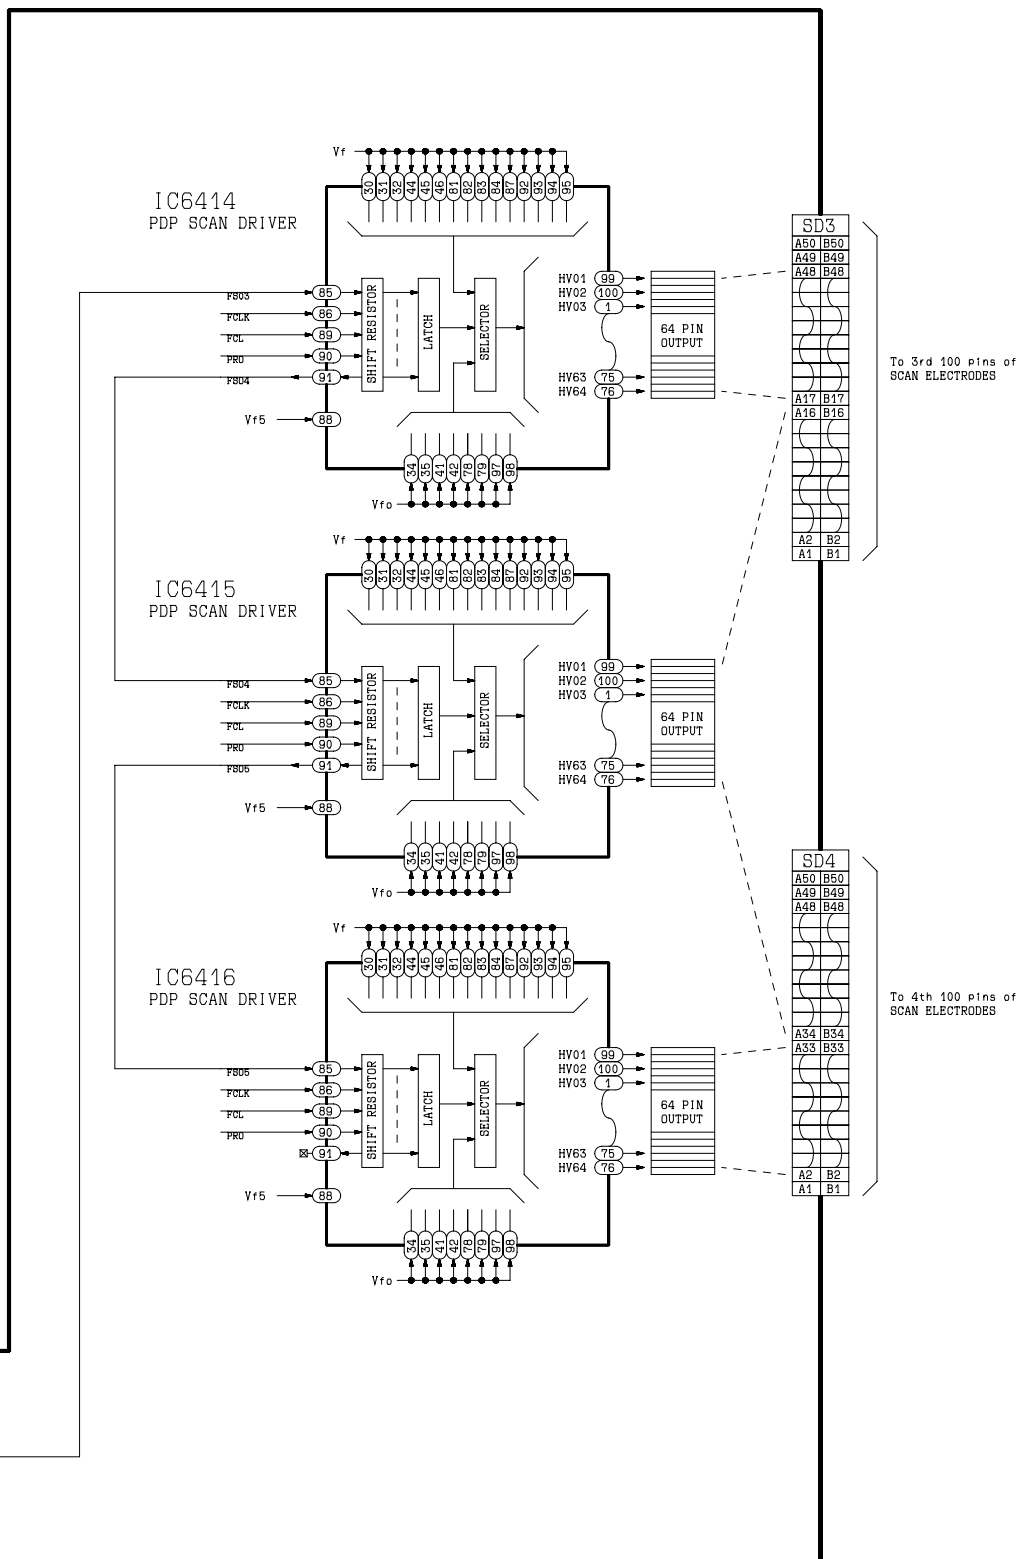 IC6414
PDP SCAN DRIVER
Vf
30 31 32 44 45 46 81 82 83 84 87 92 93 94 95
FSO3 85
FCLK 86
FCL 89
PRO 90
FSO4 91
Vf5 88
SHIFT RESISTOR
LATCH
SELECTOR
HV01 99
HV02 100
HV03 1
HV63 75
HV64 76
64 PIN
OUTPUT
34 35 41 42 78 79 97 98
Vfo
IC6415
PDP SCAN DRIVER
Vf
30 31 32 44 45 46 81 82 83 84 87 92 93 94 95
FSO4 85
FCLK 86
FCL 89
PRO 90
FSO5 91
Vf5 88
SHIFT RESISTOR
LATCH
SELECTOR
HV01 99
HV02 100
HV03 1
HV63 75
HV64 76
64 PIN
OUTPUT
34 35 41 42 78 79 97 98
Vfo
IC6416
PDP SCAN DRIVER
Vf
30 31 32 44 45 46 81 82 83 84 87 92 93 94 95
FSO5 85
FCLK 86
FCL 89
PRO 90
91
Vf5 88
SHIFT RESISTOR
LATCH
SELECTOR
HV01 99
HV02 100
HV03 1
HV63 75
HV64 76
64 PIN
OUTPUT
34 35 41 42 78 79 97 98
Vfo
SD3
A50 B50
A49 B49
A48 B48
A17 B17
A16 B16
A2 B2
A1 B1
To 3rd 100 pins of
SCAN ELECTRODES
SD4
A50 B50
A49 B49
A48 B48
A34 B34
A33 B33
A2 B2
A1 B1
To 4th 100 pins of
SCAN ELECTRODES